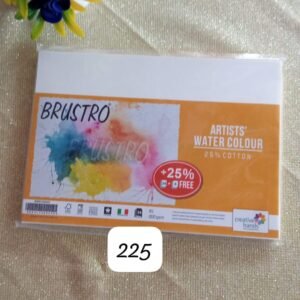 BRUSTRO
BRUSTRO
ARTISTS'
WATER COLOUR
25% COTTON
+25%
FREE
creative
hands
225